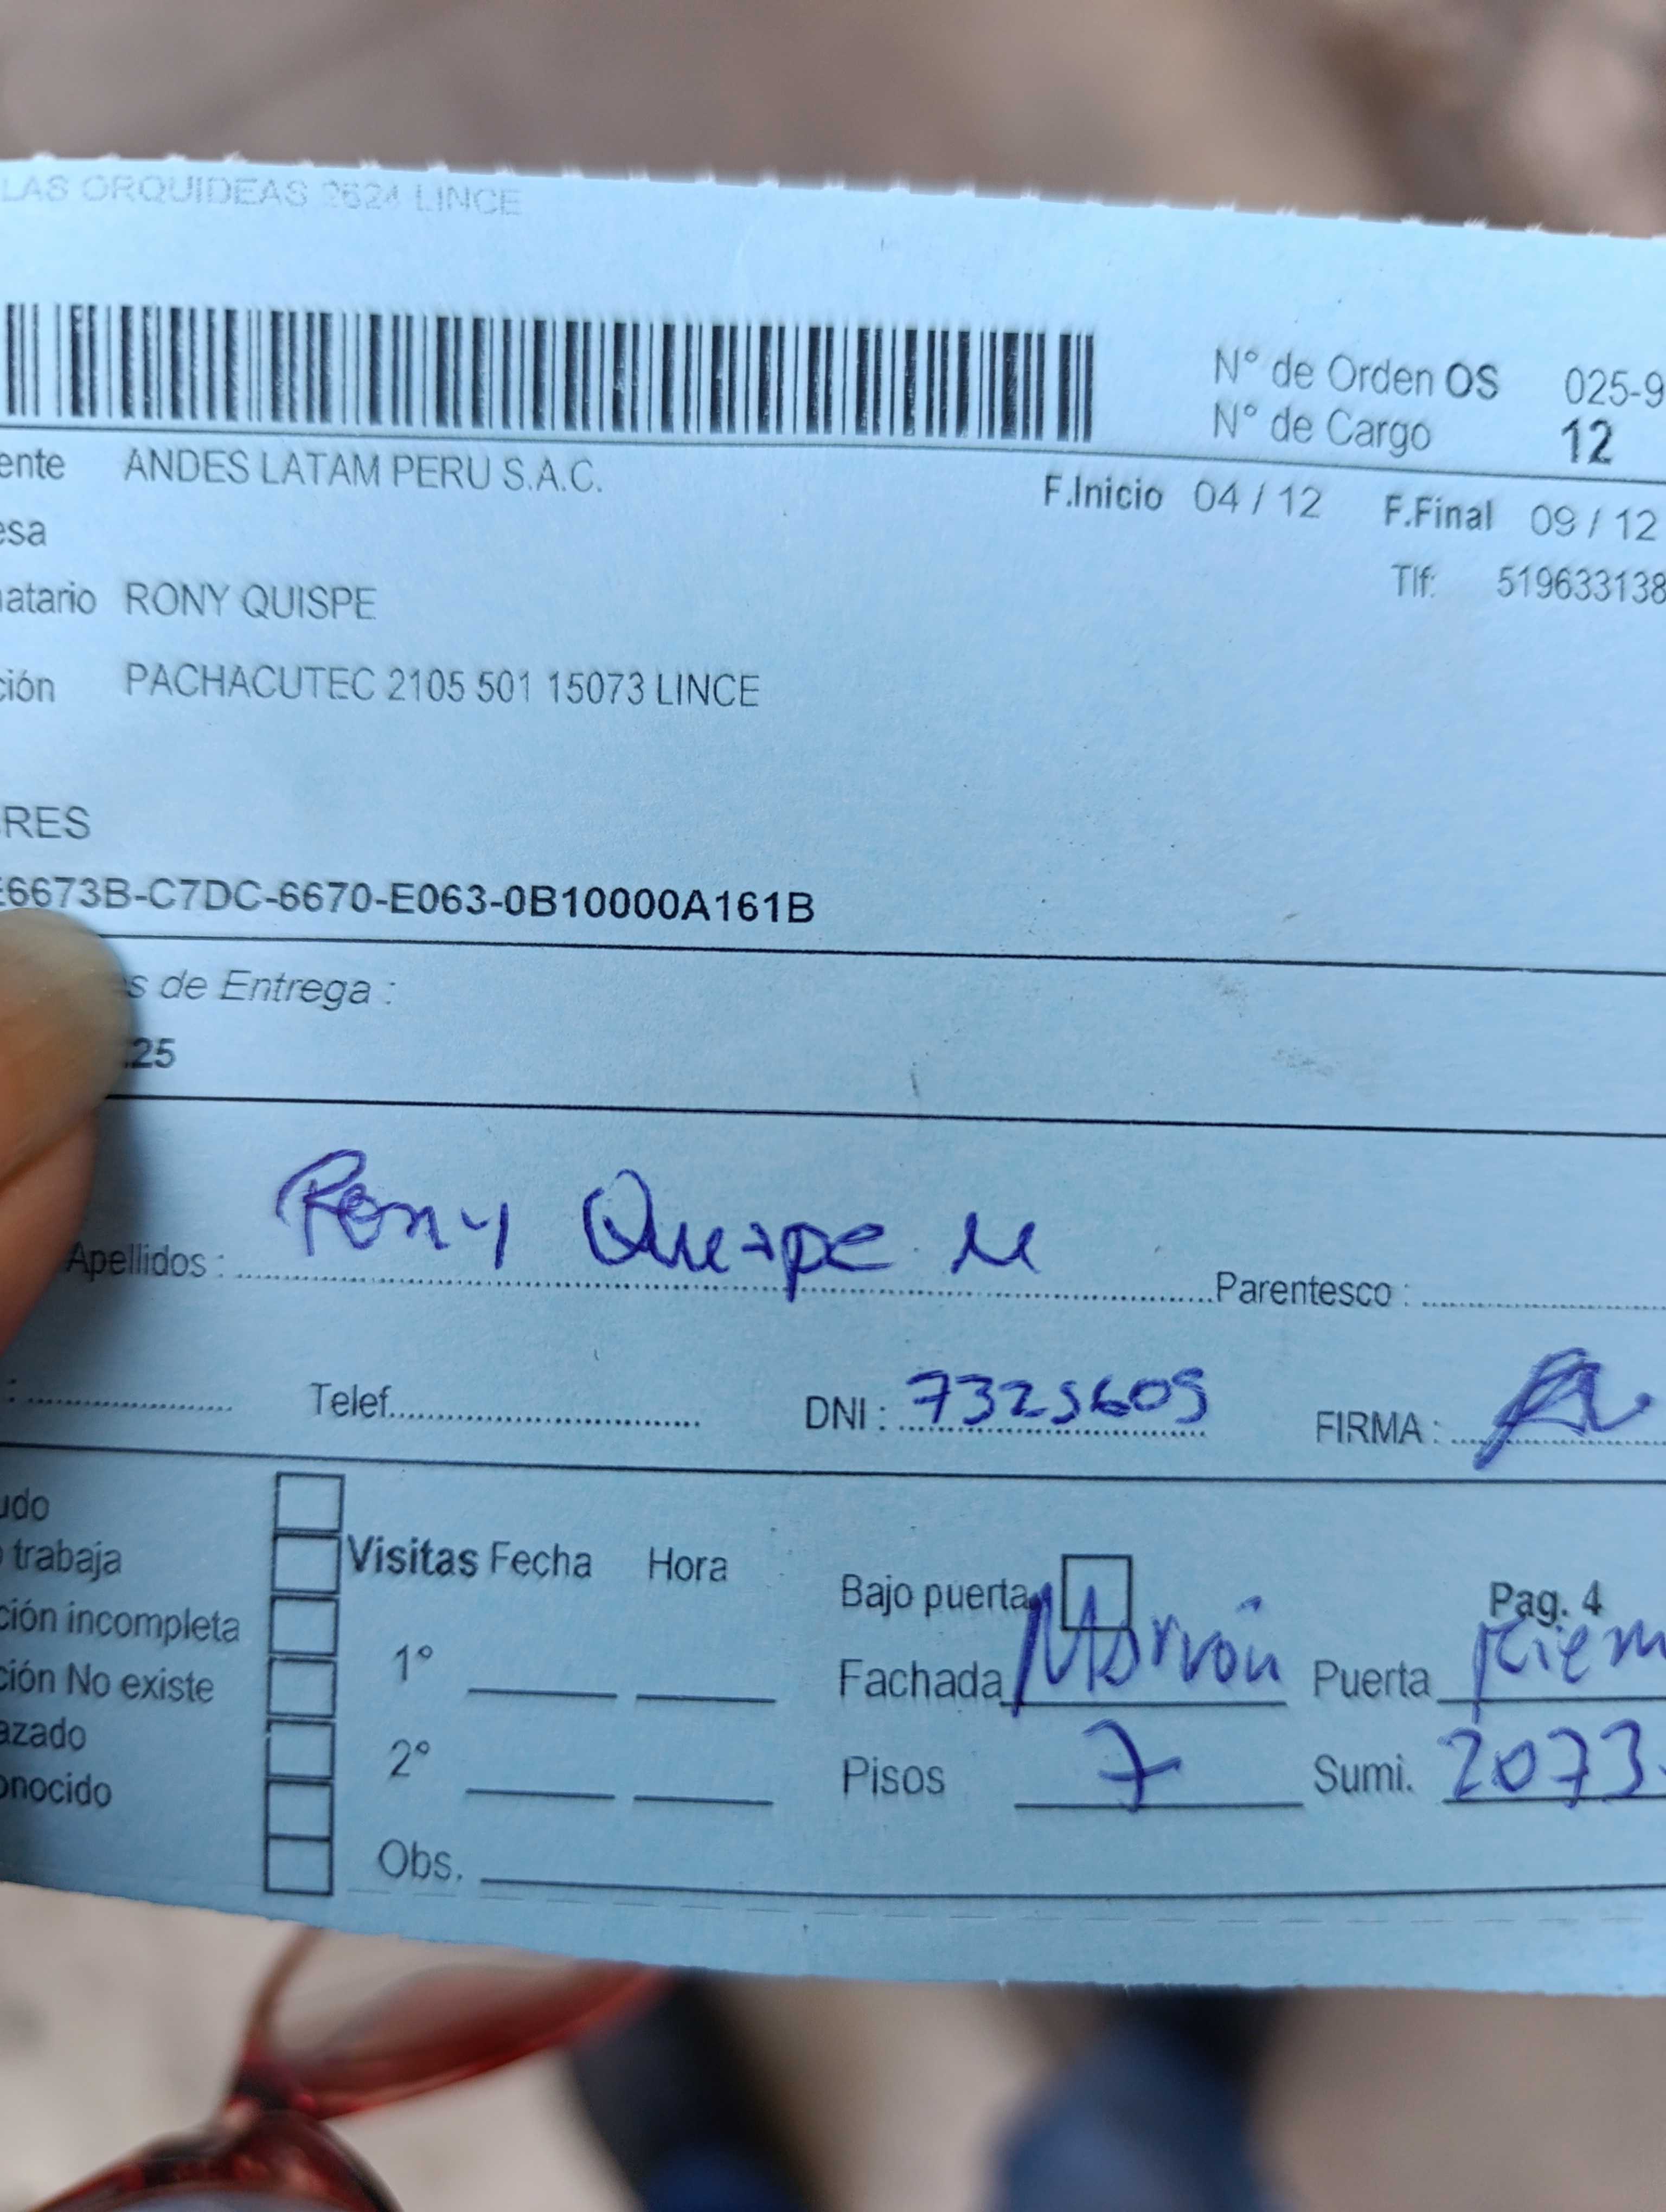 LAS ORQUIDEAS 2624 LINCE
N° de Orden OS 025-9
N° de Cargo 12
ente ANDES LATAM PERU S.A.C.
F.Inicio 04 / 12 F.Final 09 / 12
esa
Tlf: 519633138
natario RONY QUISPE
ción PACHACUTEC 2105 501 15073 LINCE
RES
E6673B-C7DC-6670-E063-0B10000A161B
s de Entrega :
.25
Apellidos : Rony Quispe M Parentesco :
: Telef. DNI : 7325605 FIRMA :
udo
trabaja Visitas Fecha Hora Bajo puerta Pag. 4
ción incompleta
ción No existe 1° Fachada Marrón Puerta
azado
onocido 2° Pisos 7 Sumi. 2073
Obs.